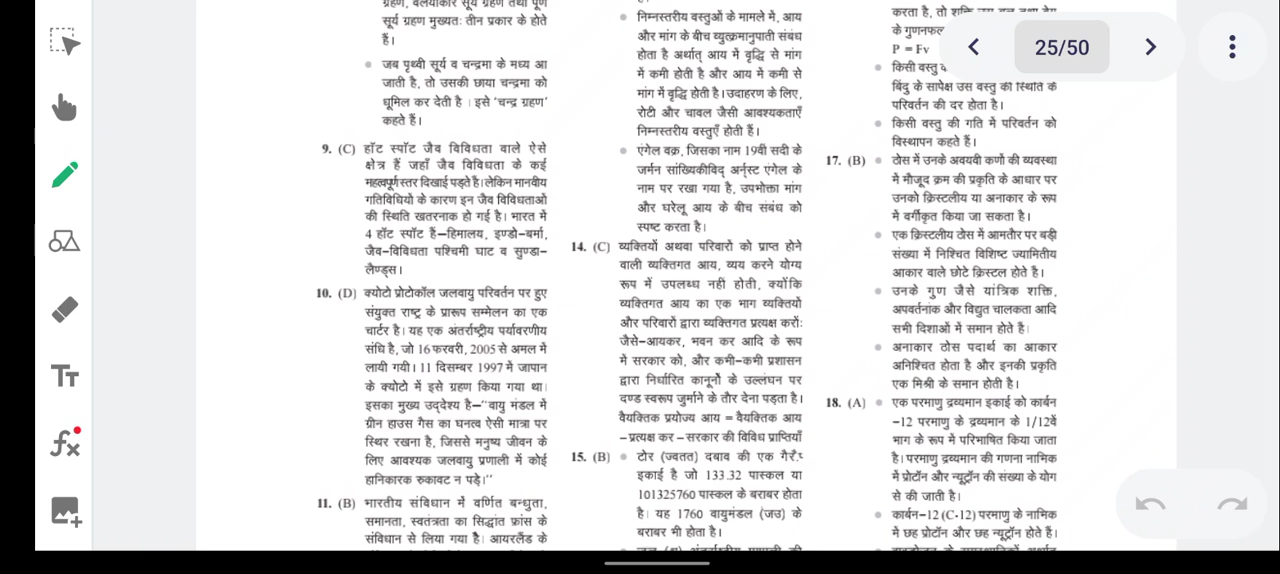 ग्रहण, वलयाकार सूर्य ग्रहण तथा पूर्ण
सूर्य ग्रहण मुख्यतः तीन प्रकार के होते
हैं।
• जब पृथ्वी सूर्य व चन्द्रमा के मध्य आ
जाती है, तो उसकी छाया चन्द्रमा को
धूमिल कर देती है । इसे ‘चन्द्र ग्रहण’
कहते हैं।
9. (C) हॉट स्पॉट जैव विविधता वाले ऐसे
क्षेत्र हैं जहाँ जैव विविधता के कई
महत्वपूर्ण स्तर दिखाई पड़ते है। लेकिन मानवीय
गतिविधियो के कारण इन जैव विविधताओं
की स्थिति खतरनाक हो गई है। भारत में
4 हॉट स्पॉट हैं–हिमालय, इण्डो–बर्मा,
जैव–विविधता पश्चिमी घाट व सुण्डा–
लैण्ड्स।
10. (D) क्योटो प्रोटोकॉल जलवायु परिवर्तन पर हुए
संयुक्त राष्ट्र के प्रारूप सम्मेलन का एक
चार्टर है। यह एक अंतर्राष्ट्रीय पर्यावरणीय
संधि है, जो 16 फरवरी, 2005 से अमल में
लायी गयी। 11 दिसम्बर 1997 में जापान
के क्योटो में इसे ग्रहण किया गया था।
इसका मुख्य उद्देश्य है–‘‘वायु मंडल में
ग्रीन हाउस गैस का घनत्व ऐसी मात्रा पर
स्थिर रखना है, जिससे मनुष्य जीवन के
लिए आवश्यक जलवायु प्रणाली में कोई
हानिकारक रुकावट न पड़े।’’
11. (B) भारतीय संविधान में वर्णित बन्धुता,
समानता, स्वतंत्रता का सिद्धांत फ्रांस के
संविधान से लिया गया है। आयरलैंड के
• निम्नस्तरीय वस्तुओं के मामले में, आय
और मांग के बीच व्युत्क्रमानुपाती संबंध
होता है अर्थात् आय में वृद्धि से मांग
में कमी होती है और आय में कमी से
मांग में वृद्धि होती है। उदाहरण के लिए,
रोटी और चावल जैसी आवश्यकताएँ
निम्नस्तरीय वस्तुएँ होती हैं।
• एंगेल वक्र, जिसका नाम 19वीं सदी के
जर्मन सांख्यिकीविद् अर्न्स्ट एंगेल के
नाम पर रखा गया है, उपभोक्ता मांग
और घरेलू आय के बीच संबंध को
स्पष्ट करता है।
14. (C) व्यक्तियों अथवा परिवारों को प्राप्त होने
वाली व्यक्तिगत आय, व्यय करने योग्य
रूप में उपलब्ध नहीं होती, क्योंकि
व्यक्तिगत आय का एक भाग व्यक्तियो
और परिवारों द्वारा व्यक्तिगत प्रत्यक्ष करोंः
जैसे–आयकर, भवन कर आदि के रूप
में सरकार को, और कभी–कभी प्रशासन
द्वारा निर्धारित कानूनों के उल्लंघन पर
दण्ड स्वरूप जुर्माने के तौर देना पड़ता है।
वैयक्तिक प्रयोज्य आय = वैयक्तिक आय
– प्रत्यक्ष कर – सरकार की विविध प्राप्तियाँ
15. (B) • टोर (ज्वतत) दबाव की एक
इकाई है जो 133.32 पास्कल या
101325760 पास्कल के बराबर होता
है। यह 1760 वायुमंडल (जउ) के
बराबर भी होता है।
करता है, तो
के गुणनफल
P = Fv
• किसी वस्तु
बिंदु के सापेक्ष उस वस्तु की स्थिति के
परिवर्तन की दर होता है।
• किसी वस्तु की गति में परिवर्तन को
विस्थापन कहते हैं।
17. (B) • ठोस में उनके अवयवी कणों की व्यवस्था
मे मौजूद क्रम की प्रकृति के आधार पर
उनको क्रिस्टलीय या अनाकार के रूप
में वर्गीकृत किया जा सकता है।
• एक क्रिस्टलीय ठोस में आमतौर पर बड़ी
संख्या में निश्चित विशिष्ट ज्यामितीय
आकार वाले छोटे क्रिस्टल होते है।
• उनके गुण जैसे यांत्रिक शक्ति,
अपवर्तनांक और विद्युत चालकता आदि
सभी दिशाओं में समान होते है।
• अनाकार ठोस पदार्थ का आकार
अनिश्चित होता है और इनकी प्रकृति
एक मिश्री के समान होती है।
18. (A) • एक परमाणु द्रव्यमान इकाई को कार्बन
–12 परमाणु के द्रव्यमान के 1/12वें
भाग के रूप में परिभाषित किया जाता
है। परमाणु द्रव्यमान की गणना नाभिक
में प्रोटॉन और न्यूट्रॉन की संख्या के योग
से की जाती है।
• कार्बन–12 (C-12) परमाणु के नाभिक
में छह प्रोटॉन और छह न्यूट्रॉन होते हैं।
25/50
Tт
fx